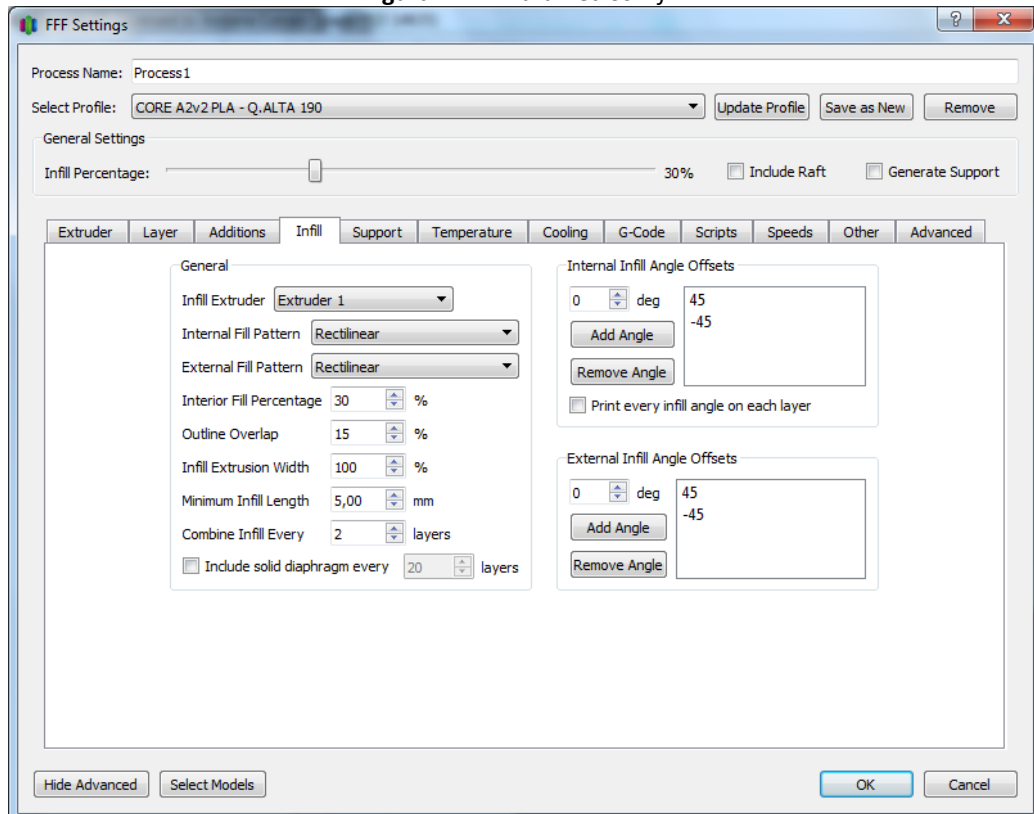 FFF Settings
Process Name: Process1
Select Profile: CORE A2v2 PLA - Q.ALTA 190 Update Profile Save as New Remove
General Settings
Infill Percentage: 30% Include Raft Generate Support
Extruder Layer Additions Infill Support Temperature Cooling G-Code Scripts Speeds Other Advanced
General
Infill Extruder Extruder 1
Internal Fill Pattern Rectilinear
External Fill Pattern Rectilinear
Interior Fill Percentage 30 %
Outline Overlap 15 %
Infill Extrusion Width 100 %
Minimum Infill Length 5,00 mm
Combine Infill Every 2 layers
Include solid diaphragm every 20 layers
Internal Infill Angle Offsets
0 deg 45
-45
Add Angle
Remove Angle
Print every infill angle on each layer
External Infill Angle Offsets
0 deg 45
-45
Add Angle
Remove Angle
Hide Advanced Select Models OK Cancel